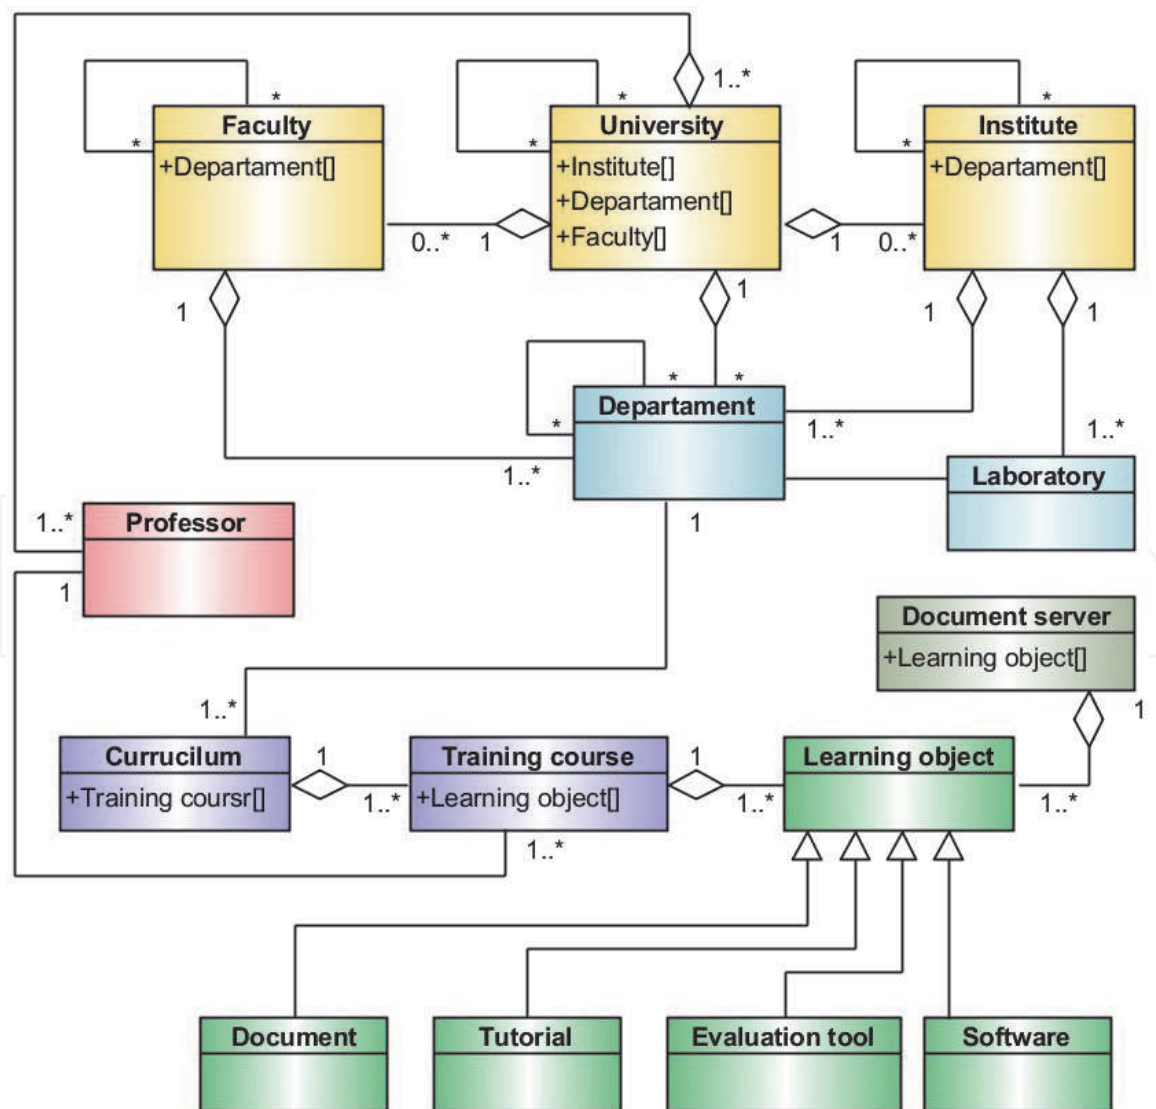 1..*
*
*
*
Faculty
University
Institute
*
*
*
+Departament[]
+Institute[]
+Departament[]
+Departament[]
+Faculty[]
0..*
1
1
0..*
1
1
1
1
*
*
Departament
*
1..*
1..*
1..*
Laboratory
1..*
Professor
1
1
Document server
+Learning object[]
1..*
1
Currucilum
1
Training course
1
Learning object
+Training coursr[]
1..*
+Learning object[]
1..*
1..*
1..*
Document
Tutorial
Evaluation tool
Software